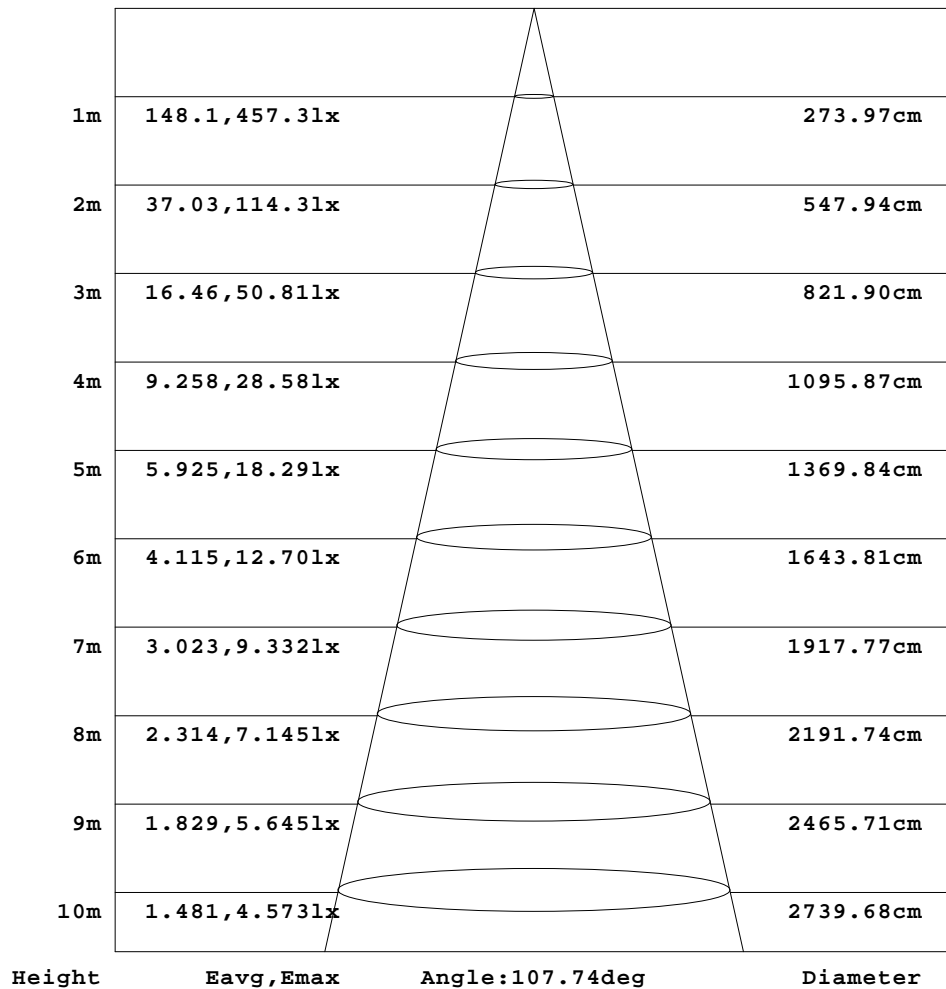 1m 148.1,457.3lx 273.97cm
2m 37.03,114.3lx 547.94cm
3m 16.46,50.81lx 821.90cm
4m 9.258,28.58lx 1095.87cm
5m 5.925,18.29lx 1369.84cm
6m 4.115,12.70lx 1643.81cm
7m 3.023,9.332lx 1917.77cm
8m 2.314,7.145lx 2191.74cm
9m 1.829,5.645lx 2465.71cm
10m 1.481,4.573lx 2739.68cm
Height Eavg,Emax Angle:107.74deg Diameter